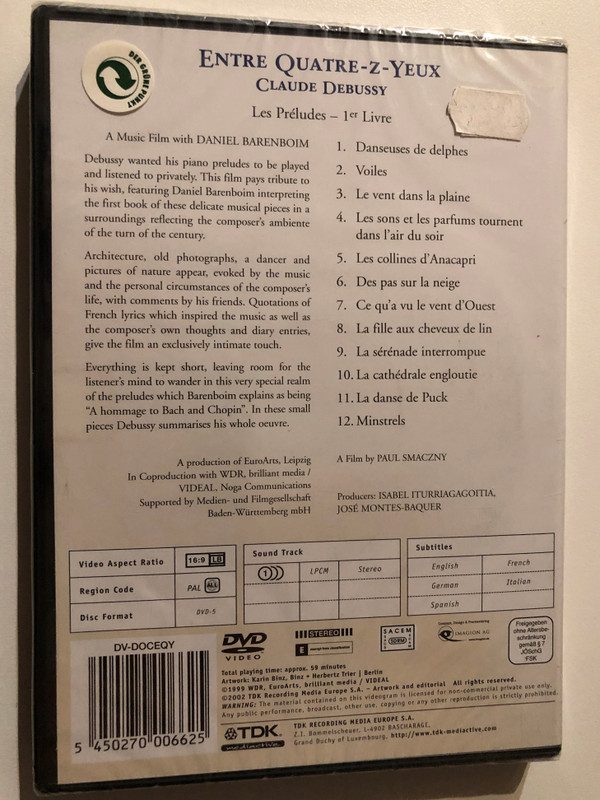 DER GRÜNE PUNKT
ENTRE QUATRE-Z-YEUX
CLAUDE DEBUSSY
Les Préludes – 1er Livre
A Music Film with DANIEL BARENBOIM
Debussy wanted his piano preludes to be played
and listened to privately. This film pays tribute to
his wish, featuring Daniel Barenboim interpreting
the first book of these delicate musical pieces in a
surroundings reflecting the composer's ambiente
of the turn of the century.
Architecture, old photographs, a dancer and
pictures of nature appear, evoked by the music
and the personal circumstances of the composer's
life, with comments by his friends. Quotations of
French lyrics which inspired the music as well as
the composer's own thoughts and diary entries,
give the film an exclusively intimate touch.
Everything is kept short, leaving room for the
listener's mind to wander in this very special realm
of the preludes which Barenboim explains as being
"A hommage to Bach and Chopin". In these small
pieces Debussy summarises his whole oeuvre.
A production of EuroArts, Leipzig
In Coproduction with WDR, brilliant media /
VIDEAL, Noga Communications
Supported by Medien- und Filmgesellschaft
Baden-Württemberg mbH
1. Danseuses de delphes
2. Voiles
3. Le vent dans la plaine
4. Les sons et les parfums tournent
dans l'air du soir
5. Les collines d'Anacapri
6. Des pas sur la neige
7. Ce qu'a vu le vent d'Ouest
8. La fille aux cheveux de lin
9. La sérénade interrompue
10. La cathédrale engloutie
11. La danse de Puck
12. Minstrels
A Film by PAUL SMACZNY
Producers: ISABEL ITURRIAGAGOITIA,
JOSÉ MONTES-BAQUER
Video Aspect Ratio 16:9 LB
Region Code PAL ALL
Disc Format DVD-5
Sound Track
1 LPCM Stereo
Subtitles
English French
German Italian
Spanish
DV-DOCEQY
5 450270 006625
DVD VIDEO
STEREO
E
SACEM
SDRM
IMAGION AG
Freigegeben
ohne Altersbe-
schränkung
gemäß § 7
JÖSchG
FSK
Total playing time: approx. 59 minutes
Artwork: Karin Binz, Binz + Herbertz Trier | Berlin
©1999 WDR, EuroArts, brilliant media / VIDEAL
©2002 TDK Recording Media Europe S.A. – Artwork and editorial All rights reserved.
WARNING: The material contained on this videogram is licensed for non-commercial private use only.
Any public performance, broadcast, other use, copying or any other reproduction is strictly prohibited.
TDK
mediactive
TDK RECORDING MEDIA EUROPE S.A.
Z.I. Bommelscheuer, L-4902 BASCHARAGE,
Grand Duchy of Luxembourg, http://www.tdk-mediactive.com